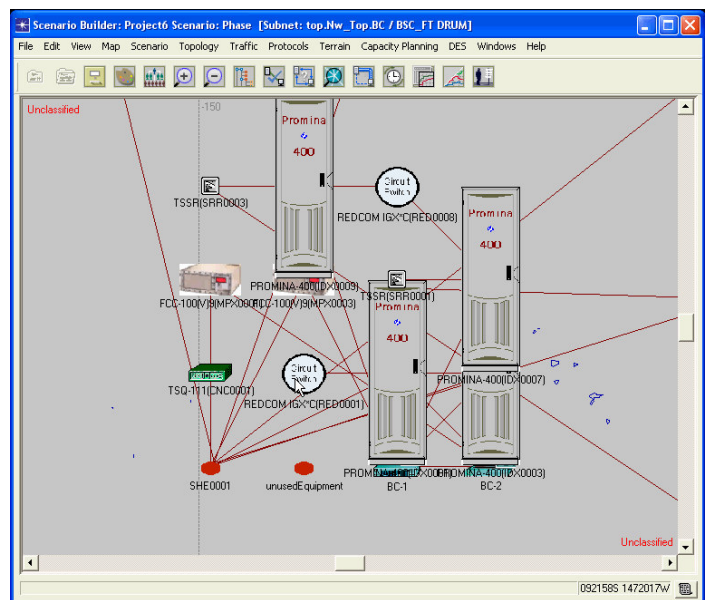 Scenario Builder: Project6 Scenario: Phase [Subnet: top.Nw_Top.BC / BSC_FT DRUM]
File Edit View Map Scenario Topology Traffic Protocols Terrain Capacity Planning DES Windows Help
Unclassified
-150
Promina
400
Circuit
Switch
TSSR(SRR0003)
REDCOM IGX*C(RED0008)
Promina
400
PROMINA-400(IDX0009)
TSSR(SRR0001)
FCC-100(V)9(MPX0003)
Promina
400
Circuit
Switch
TSQ-111(CNC0001)
PROMINA-400(IDX0007)
REDCOM IGX*C(RED0001)
PROMINA-400(IDX0003)
SHE0001
unusedEquipment
BC-1
BC-2
Unclassified
092158S 1472017W